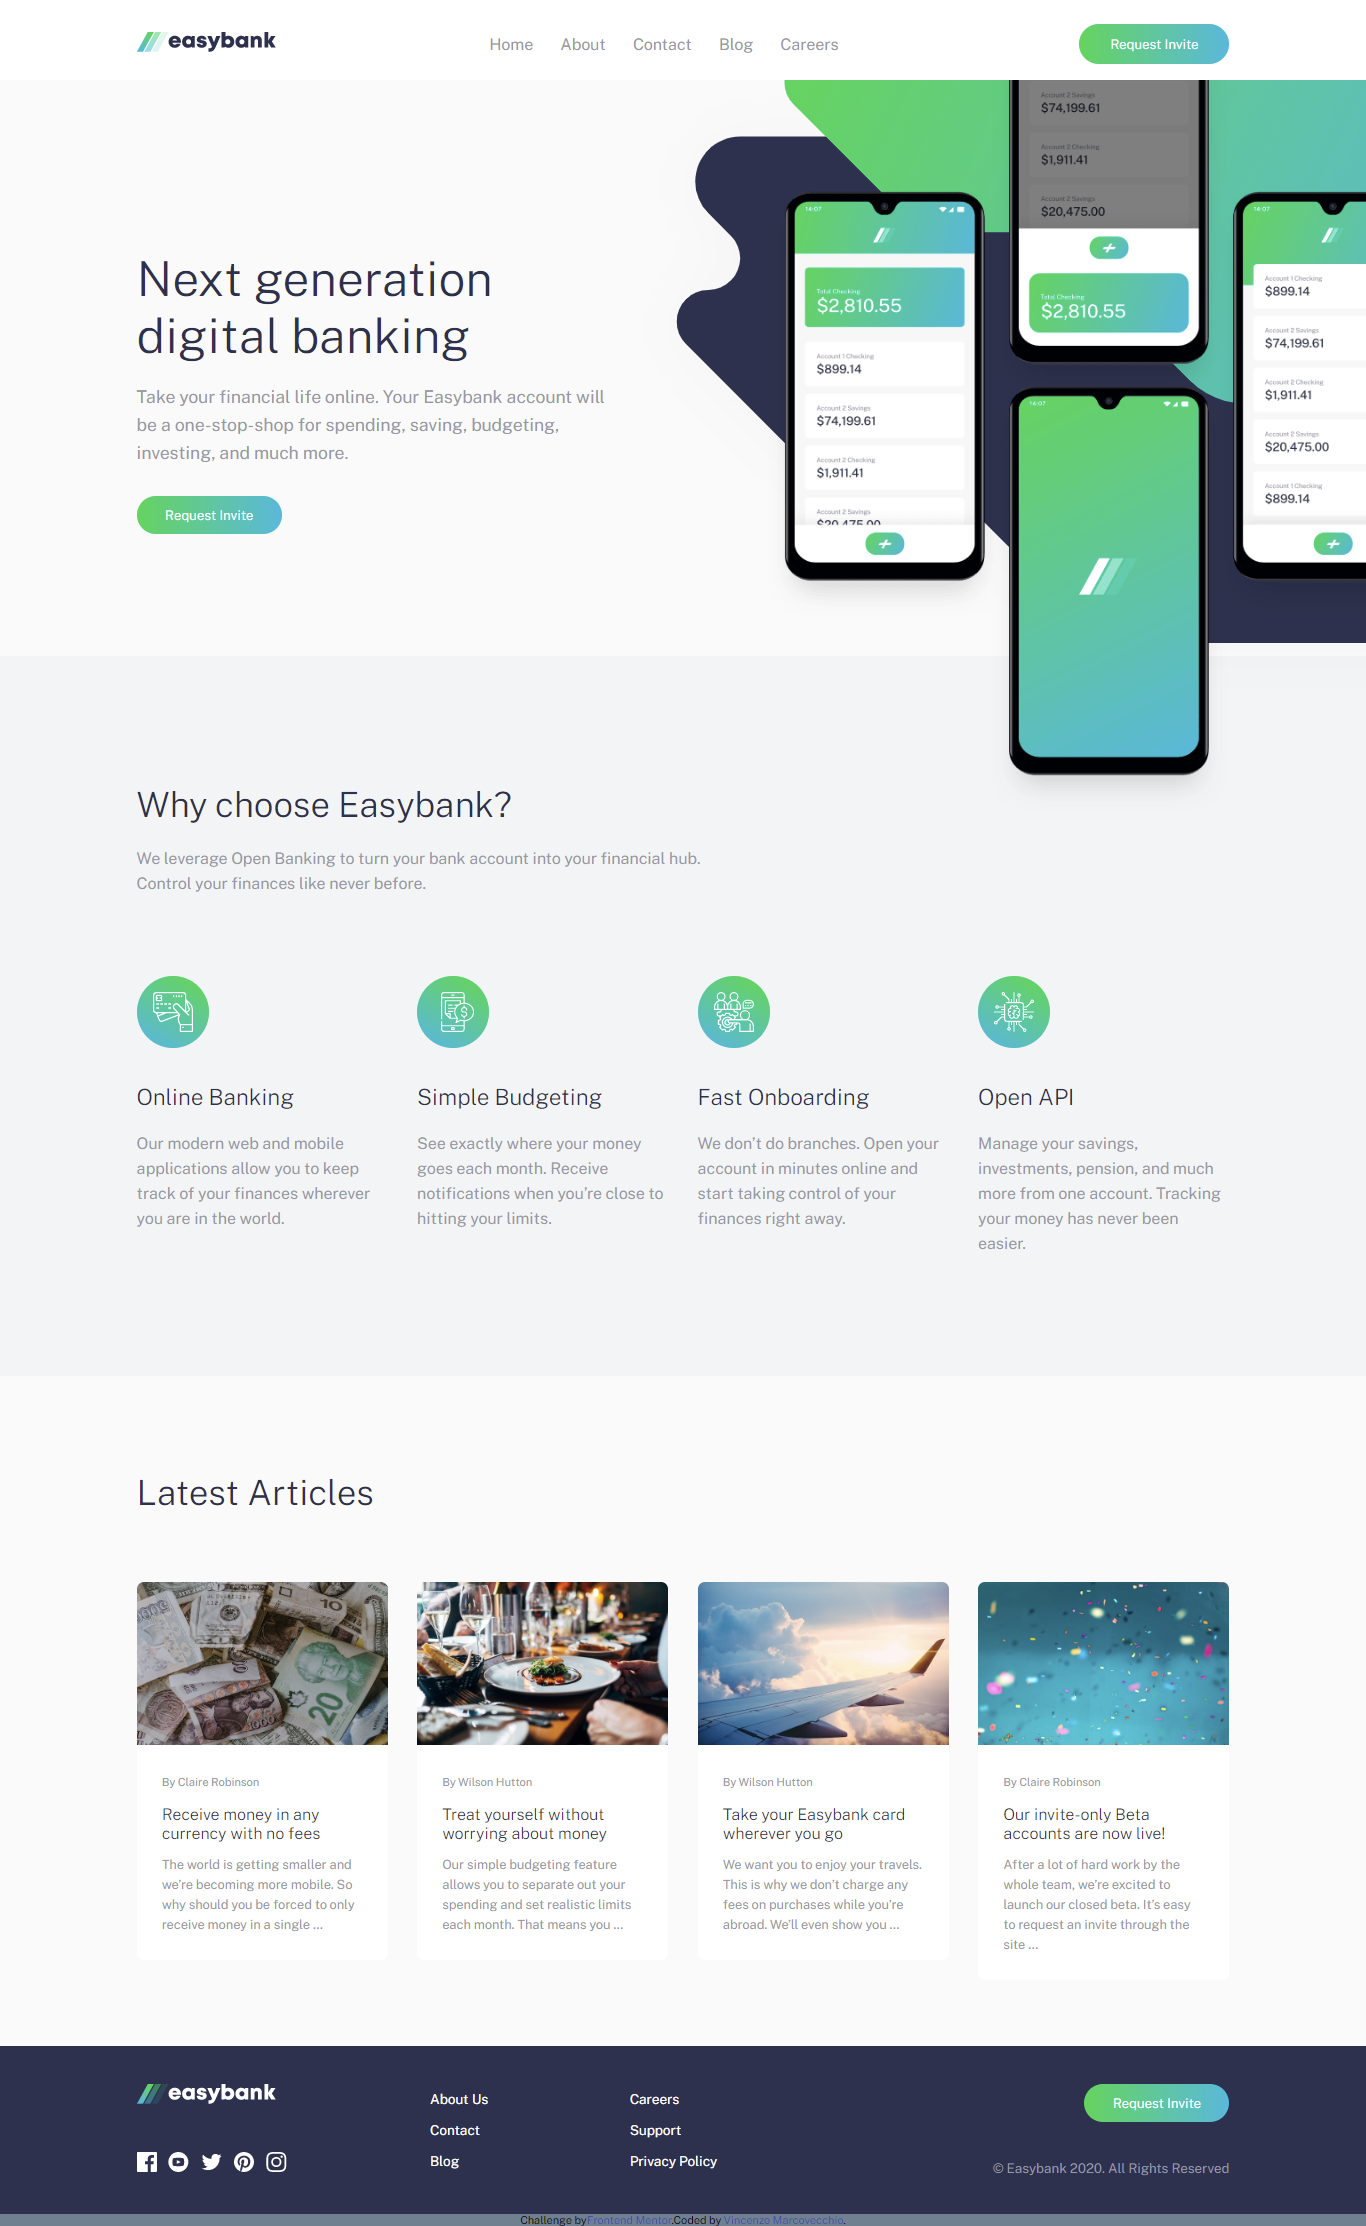 easybank
Home About Contact Blog Careers
Request Invite
Next generation
digital banking
Take your financial life online. Your Easybank account will
be a one-stop-shop for spending, saving, budgeting,
investing, and much more.
Request Invite
14:07
Total Checking
$2,810.55
Account 1 Checking
$899.14
Account 2 Savings
$74,199.61
Account 2 Checking
$1,911.41
Account 2 Savings
$20,475.00
Account 2 Savings
$74,199.61
Account 2 Checking
$1,911.41
Account 2 Savings
$20,475.00
Total Checking
$2,810.55
14:07
14:07
Account 1 Checking
$899.14
Account 2 Savings
$74,199.61
Account 2 Checking
$1,911.41
Account 2 Savings
$20,475.00
Account 1 Checking
$899.14
Why choose Easybank?
We leverage Open Banking to turn your bank account into your financial hub.
Control your finances like never before.
Online Banking
Our modern web and mobile
applications allow you to keep
track of your finances wherever
you are in the world.
Simple Budgeting
See exactly where your money
goes each month. Receive
notifications when you’re close to
hitting your limits.
Fast Onboarding
We don’t do branches. Open your
account in minutes online and
start taking control of your
finances right away.
Open API
Manage your savings,
investments, pension, and much
more from one account. Tracking
your money has never been
easier.
Latest Articles
10
20
1000
By Claire Robinson
Receive money in any
currency with no fees
The world is getting smaller and
we’re becoming more mobile. So
why should you be forced to only
receive money in a single ...
By Wilson Hutton
Treat yourself without
worrying about money
Our simple budgeting feature
allows you to separate out your
spending and set realistic limits
each month. That means you ...
By Wilson Hutton
Take your Easybank card
wherever you go
We want you to enjoy your travels.
This is why we don’t charge any
fees on purchases while you’re
abroad. We’ll even show you ...
By Claire Robinson
Our invite-only Beta
accounts are now live!
After a lot of hard work by the
whole team, we’re excited to
launch our closed beta. It’s easy
to request an invite through the
site ...
easybank
About Us
Contact
Blog
Careers
Support
Privacy Policy
Request Invite
© Easybank 2020. All Rights Reserved
Challenge by Frontend Mentor. Coded by Vincenzo Marcovecchio.